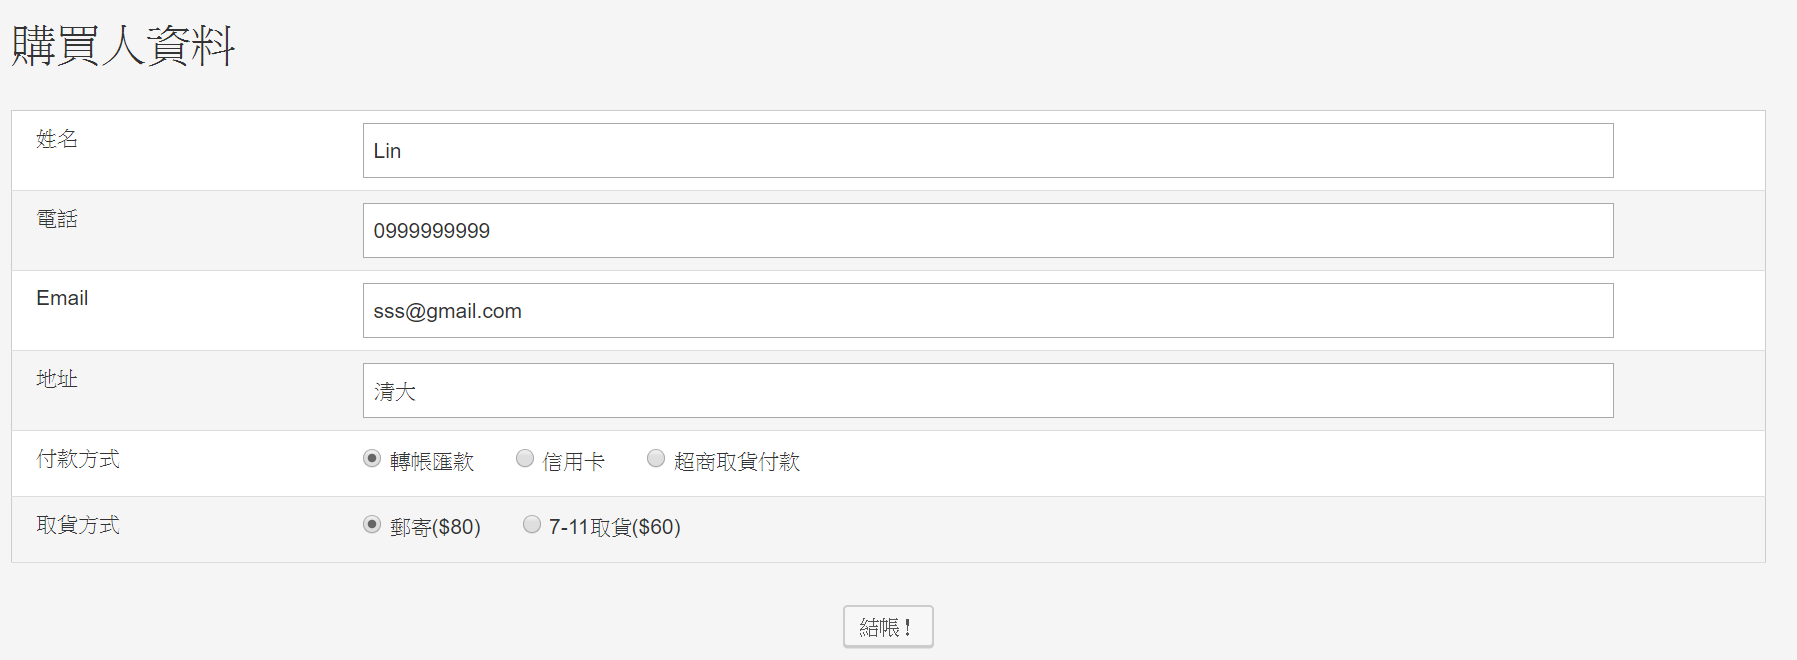 購買人資料
姓名 Lin
電話 0999999999
Email sss@gmail.com
地址 清大
付款方式 轉帳匯款 信用卡 超商取貨付款
取貨方式 郵寄($80) 7-11取貨($60)
結帳！